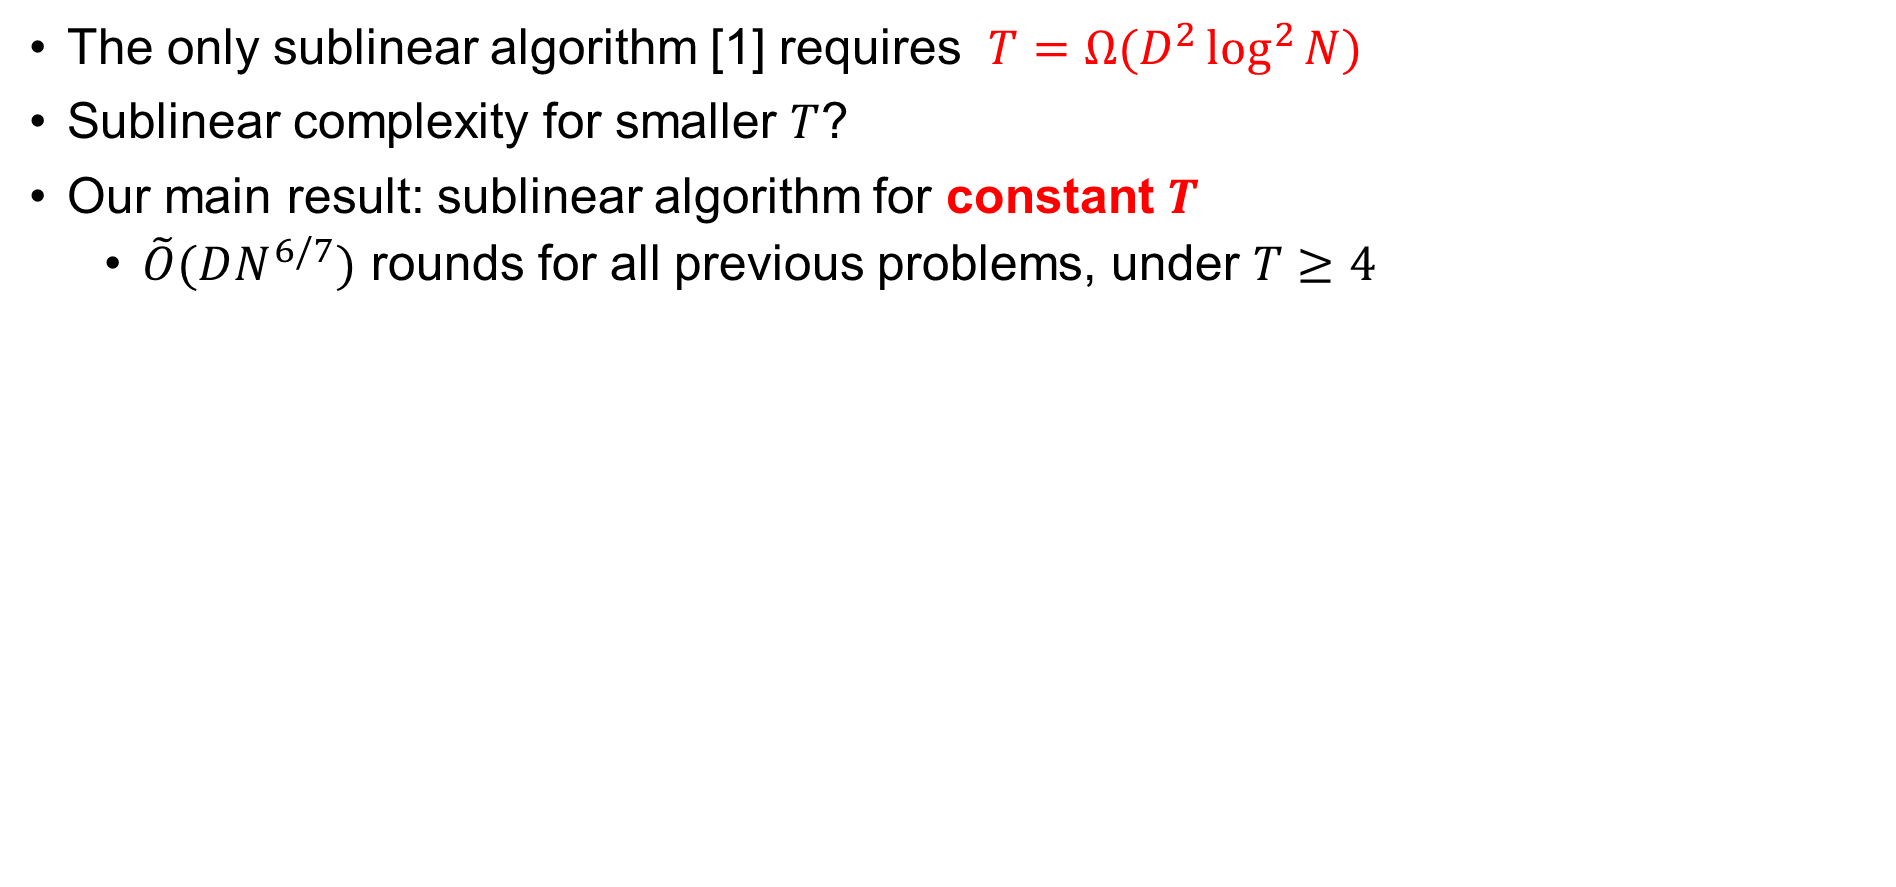 • The only sublinear algorithm [1] requires T = Ω(D² log² N)
• Sublinear complexity for smaller T?
• Our main result: sublinear algorithm for constant T
• Õ(DN^{6/7}) rounds for all previous problems, under T ≥ 4